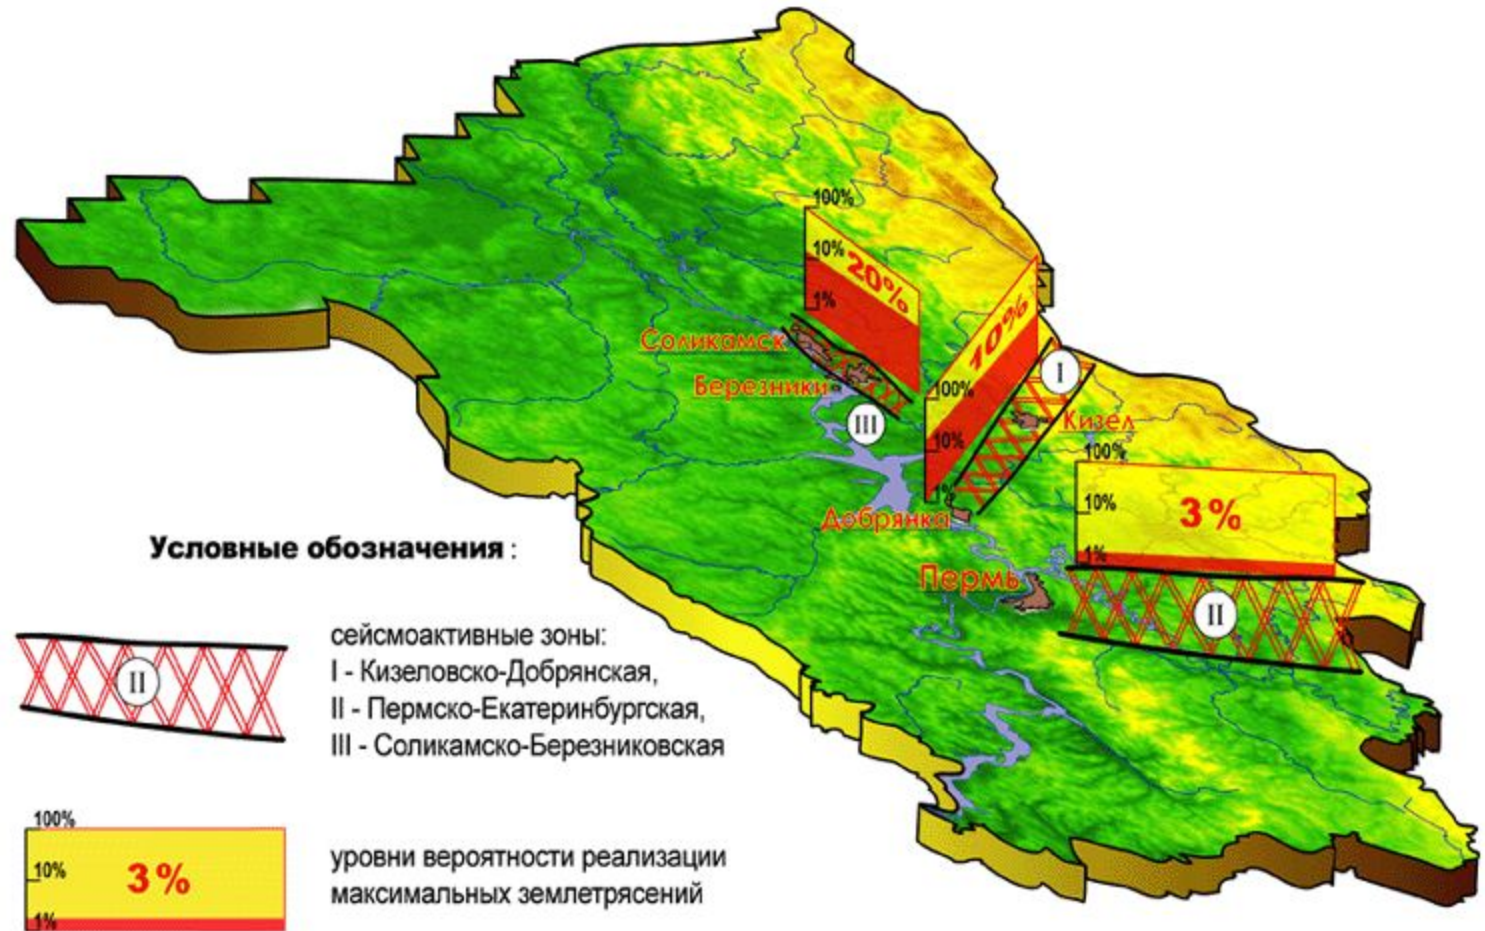 100%
10%
20%
1%
Соликамск
Березники
III
10%
100%
10%
1%
I
Кизел
Добрянка
100%
10%
3%
1%
Пермь
II
Условные обозначения :
II
сейсмоактивные зоны:
I - Кизеловско-Добрянская,
II - Пермско-Екатеринбургская,
III - Соликамско-Березниковская
100%
10%
3%
1%
уровни вероятности реализации
максимальных землетрясений